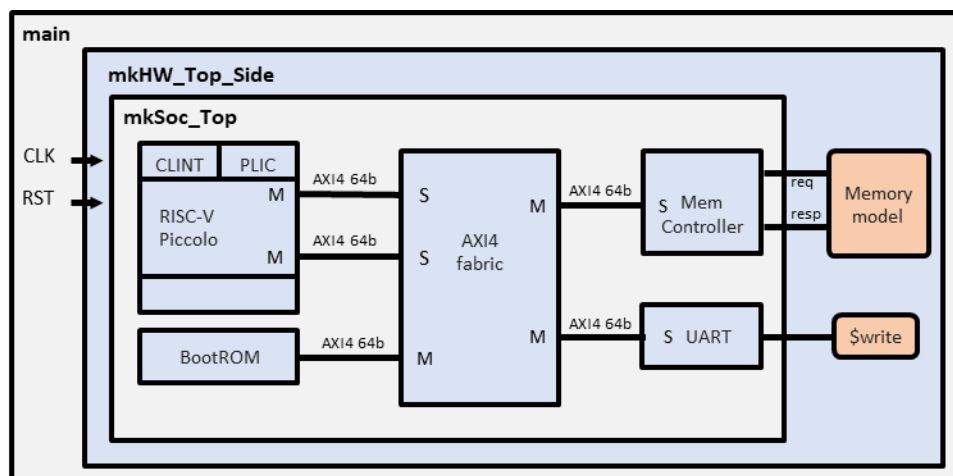 main
mkHW_Top_Side
mkSoc_Top
CLK
RST
CLINT
PLIC
RISC-V
Piccolo
M
M
AXI4 64b
AXI4 64b
BootROM
AXI4 64b
S
S
M
AXI4
fabric
M
M
AXI4 64b
AXI4 64b
S
Mem
Controller
S UART
req
resp
Memory
model
$write